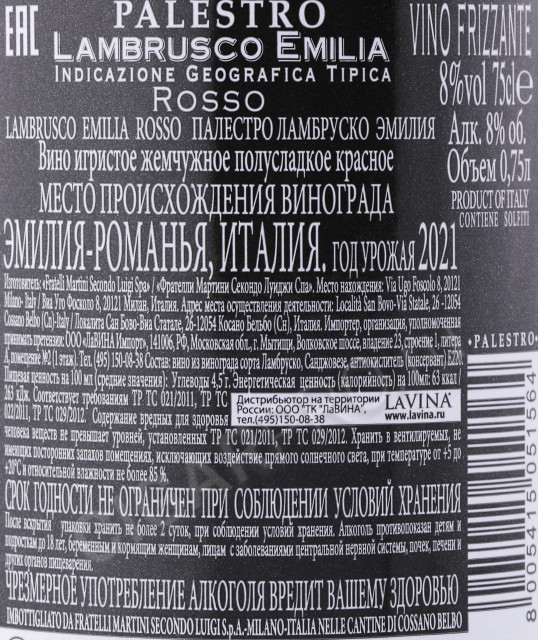 EAC
PALESTRO
LAMBRUSCO EMILIA
INDICAZIONE GEOGRAFICA TIPICA
ROSSO
VINO FRIZZANTE
8%vol 75cl e
Алк. 8% об.
Объем 0,75л
PRODUCT OF ITALY
CONTIENE SOLFITI
LAMBRUSCO EMILIA ROSSO ПАЛЕСТРО ЛАМБРУСКО ЭМИЛИЯ
Вино игристое жемчужное полусладкое красное
МЕСТО ПРОИСХОЖДЕНИЯ ВИНОГРАДА
ЭМИЛИЯ-РОМАНЬЯ, ИТАЛИЯ. ГОД УРОЖАЯ 2021
Изготовитель: «Fratelli Martini Secondo Luigi Spa» / «Фрателли Мартини Секондо Луиджи Спа». Место нахождения: Via Ugo Foscolo 8, 20121
Milano- Italy / Виа Уго Фосколо 8, 20121 Милан, Италия. Адрес места осуществления деятельности: Località San Bovo-Via Statale, 26 - 12054
Cossano Belbo (Cn)-Italy / Локалита Сан Бово-Виа Статале, 26-12054 Косано Бельбо (Cn), Италия. Импортер, организация, уполномоченная
принимать претензии: ООО «ЛаВИНА Импорт», 141006, РФ, Московская обл., г. Мытищи, Волковское шоссе, владение 23, строение 1, литера
А, помещение №2 (1 этаж). Тел. (495) 150-08-38 Состав: вино из винограда сорта Ламбруско, Санджовезе, антиокислитель (консервант) Е220.
Пищевая ценность на 100 мл (средние значения): Углеводы 4,5 г. Энергетическая ценность (калорийность) на 100мл: 63 ккал /
263 кДж. Соответствует требованиям ТР ТС 021/2011, ТР ТС
022/2011, ТР ТС 029/2012. Содержание вредных для здоровья
Дистрибьютор на территории
России: ООО "ТК "ЛаВИНА",
тел.(495)150-08-38
LAVINA
www.lavina.ru
человека веществ не превышает уровней, установленных ТР ТС 021/2011, ТР ТС 029/2012. Хранить в вентилируемых, не
имеющих посторонних запахов помещениях, исключающих воздействие прямого солнечного света, при температуре от +5 до
+20°С и относительной влажности не более 85 %.
СРОК ГОДНОСТИ НЕ ОГРАНИЧЕН ПРИ СОБЛЮДЕНИИ УСЛОВИЙ ХРАНЕНИЯ
После вскрытия упаковки хранить не более 2 суток, при соблюдении условий хранения. Алкоголь противопоказан детям и
подросткам до 18 лет, беременным и кормящим женщинам, лицам с заболеваниями центральной нервной системы, почек, печени и
других органов пищеварения.
ЧРЕЗМЕРНОЕ УПОТРЕБЛЕНИЕ АЛКОГОЛЯ ВРЕДИТ ВАШЕМУ ЗДОРОВЬЮ
IMBOTTIGLIATO DA FRATELLI MARTINI SECONDO LUIGI S.p.A.-MILANO-ITALIA NELLE CANTINE DI COSSANO BELBO
•PALESTRO•
8 005415 051564